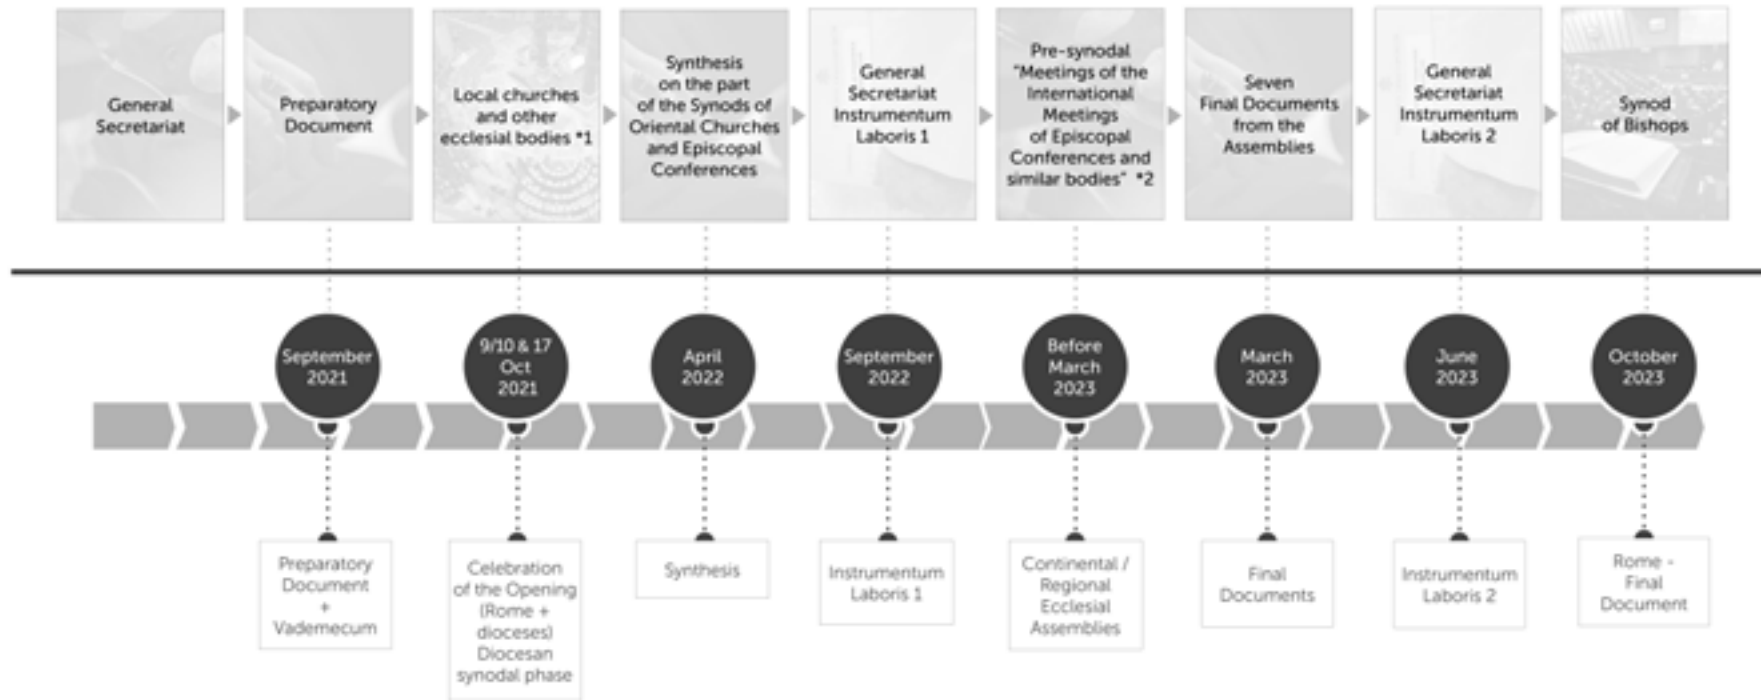 General
Secretariat
Preparatory
Document
Local churches
and other
ecclesial bodies *1
Synthesis
on the part
of the Synods of
Oriental Churches
and Episcopal
Conferences
General
Secretariat
Instrumentum
Laboris 1
Pre-synodal
"Meetings of the
International
Meetings
of Episcopal
Conferences and
similar bodies" *2
Seven
Final Documents
from the
Assemblies
General
Secretariat
Instrumentum
Laboris 2
Synod
of Bishops
September
2021
9/10 & 17
Oct
2021
April
2022
September
2022
Before
March
2023
March
2023
June
2023
October
2023
Preparatory
Document
+
Vademecum
Celebration
of the Opening
(Rome +
dioceses)
Diocesan
synodal phase
Synthesis
Instrumentum
Laboris 1
Continental /
Regional
Ecclesial
Assemblies
Final
Documents
Instrumentum
Laboris 2
Rome -
Final
Document